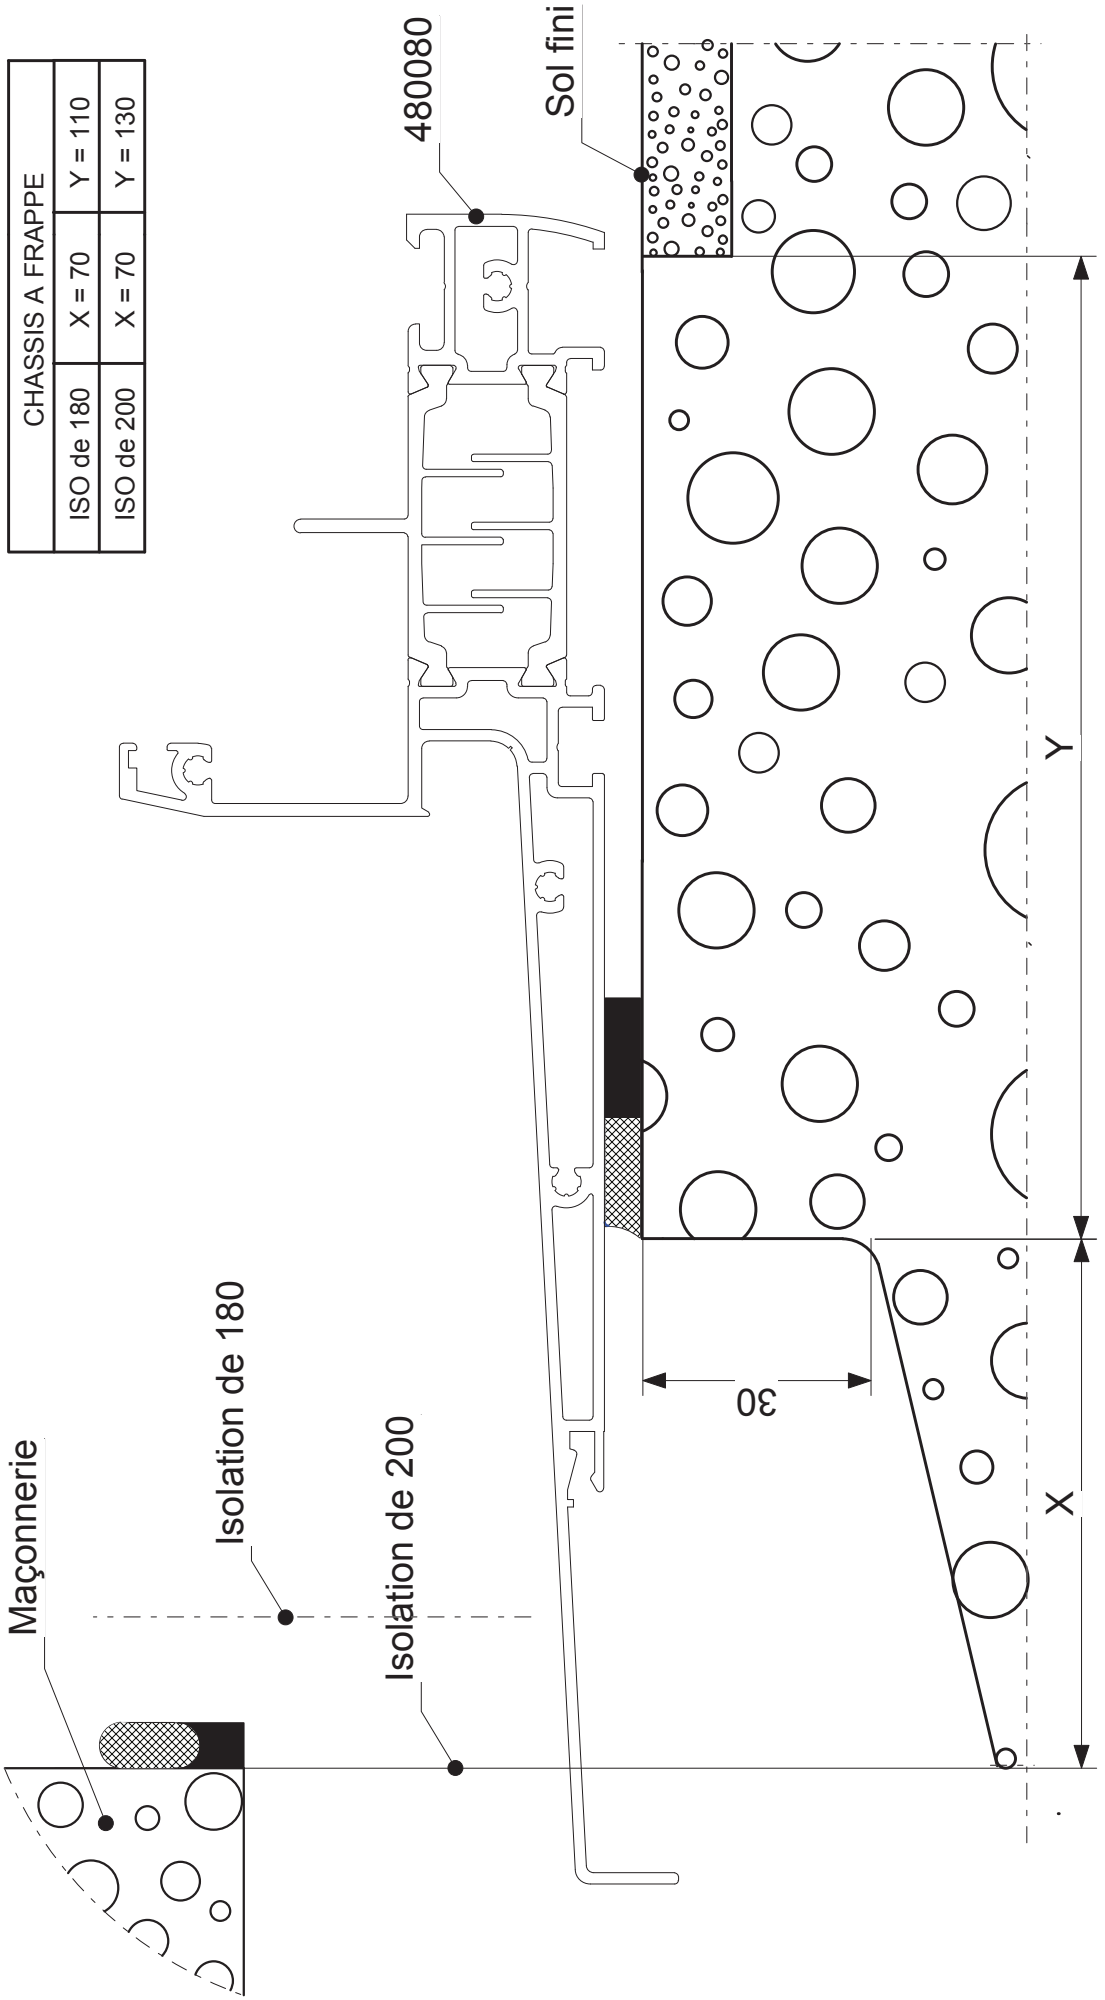 CHASSIS A FRAPPE
ISO de 180 X = 70 Y = 110
ISO de 200 X = 70 Y = 130
Maçonnerie
Isolation de 180
Isolation de 200
480080
Sol fini
30
X
Y